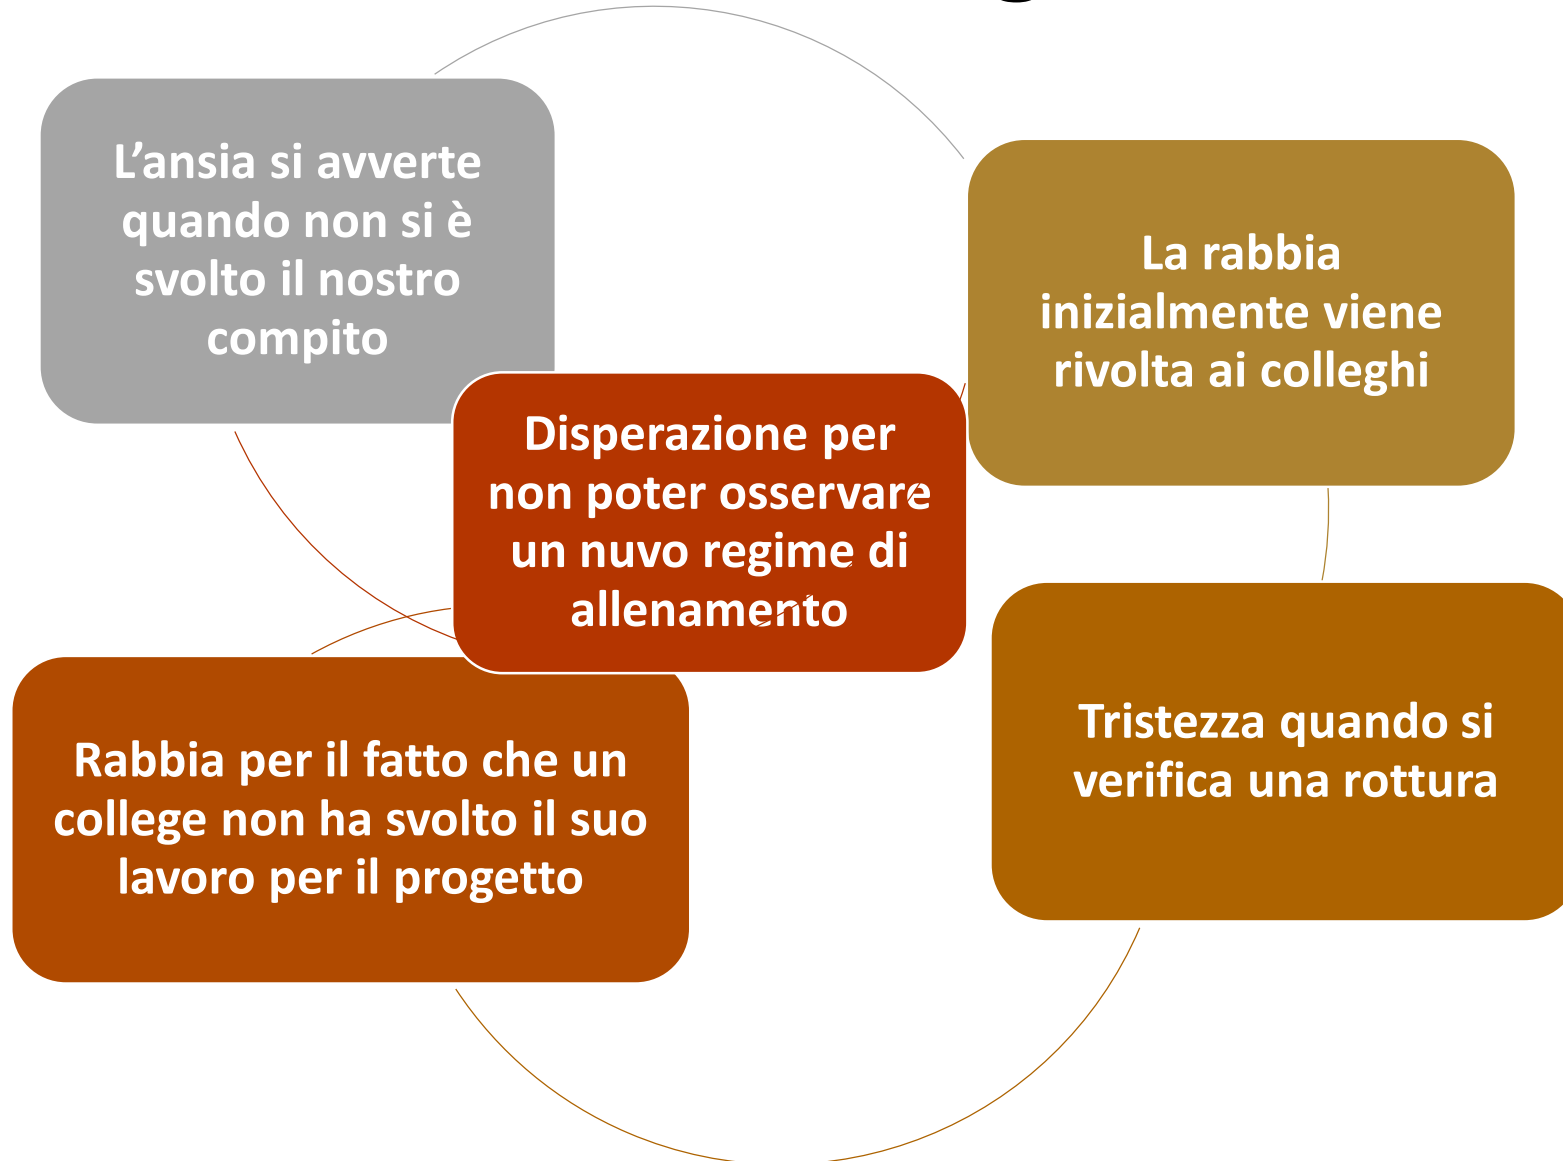 L’ansia si avverte
quando non si è
svolto il nostro
compito
La rabbia
inizialmente viene
rivolta ai colleghi
Disperazione per
non poter osservare
un nuvo regime di
allenamento
Rabbia per il fatto che un
college non ha svolto il suo
lavoro per il progetto
Tristezza quando si
verifica una rottura